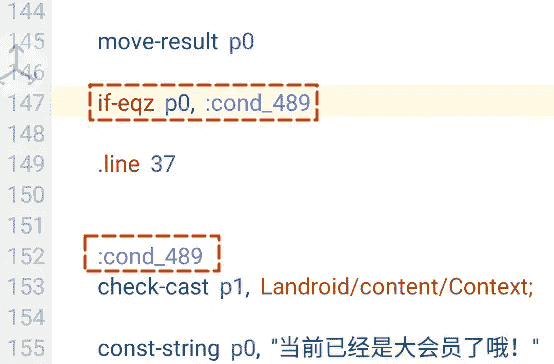 144
145 move-result p0
146
147 if-eqz p0, :cond_489
148
149 .line 37
150
151
152 :cond_489
153 check-cast p1, Landroid/content/Context;
154
155 const-string p0, "当前已经是大会员了哦！"